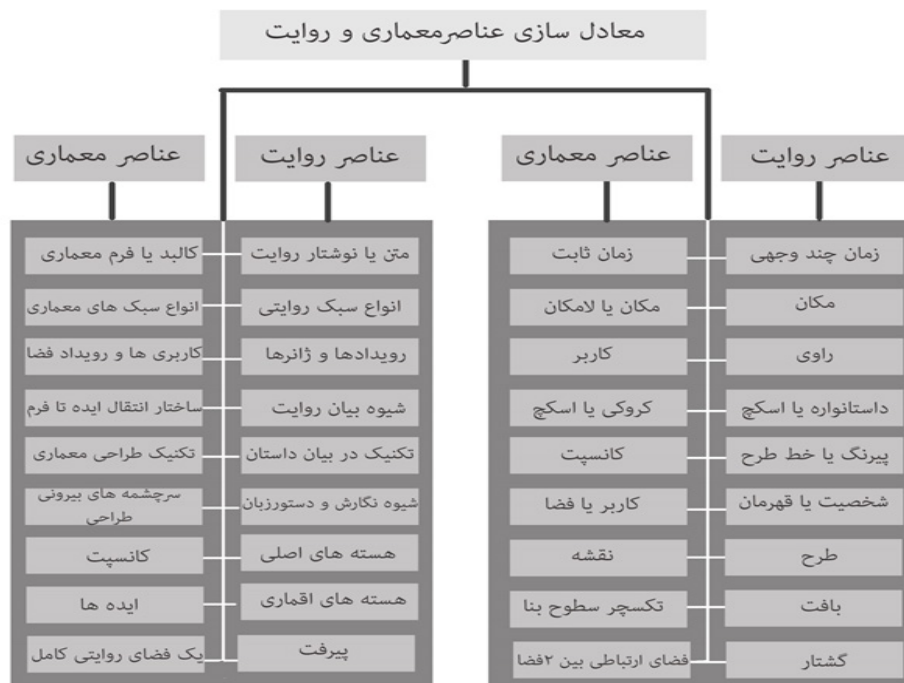 معادل سازی عناصرمعماری و روایت
عناصر روایت
عناصر معماری
زمان چند وجهی
زمان ثابت
مکان
مکان یا لامکان
راوی
کاربر
داستانواره یا اسکچ
کروکی یا اسکچ
پیرنگ یا خط طرح
کانسپت
شخصیت یا قهرمان
کاربر یا فضا
طرح
نقشه
بافت
تکسچر سطوح بنا
گشتار
فضای ارتباطی بین ۲فضا
عناصر روایت
عناصر معماری
متن یا نوشتار روایت
کالبد یا فرم معماری
انواع سبک روایتی
انواع سبک های معماری
رویدادها و ژانرها
کاربری ها و رویداد فضا
شیوه بیان روایت
ساختار انتقال ایده تا فرم
تکنیک در بیان داستان
تکنیک طراحی معماری
شیوه نگارش و دستورزبان
سرچشمه های بیرونی
طراحی
هسته های اصلی
کانسپت
هسته های اقماری
ایده ها
پیرفت
یک فضای روایتی کامل